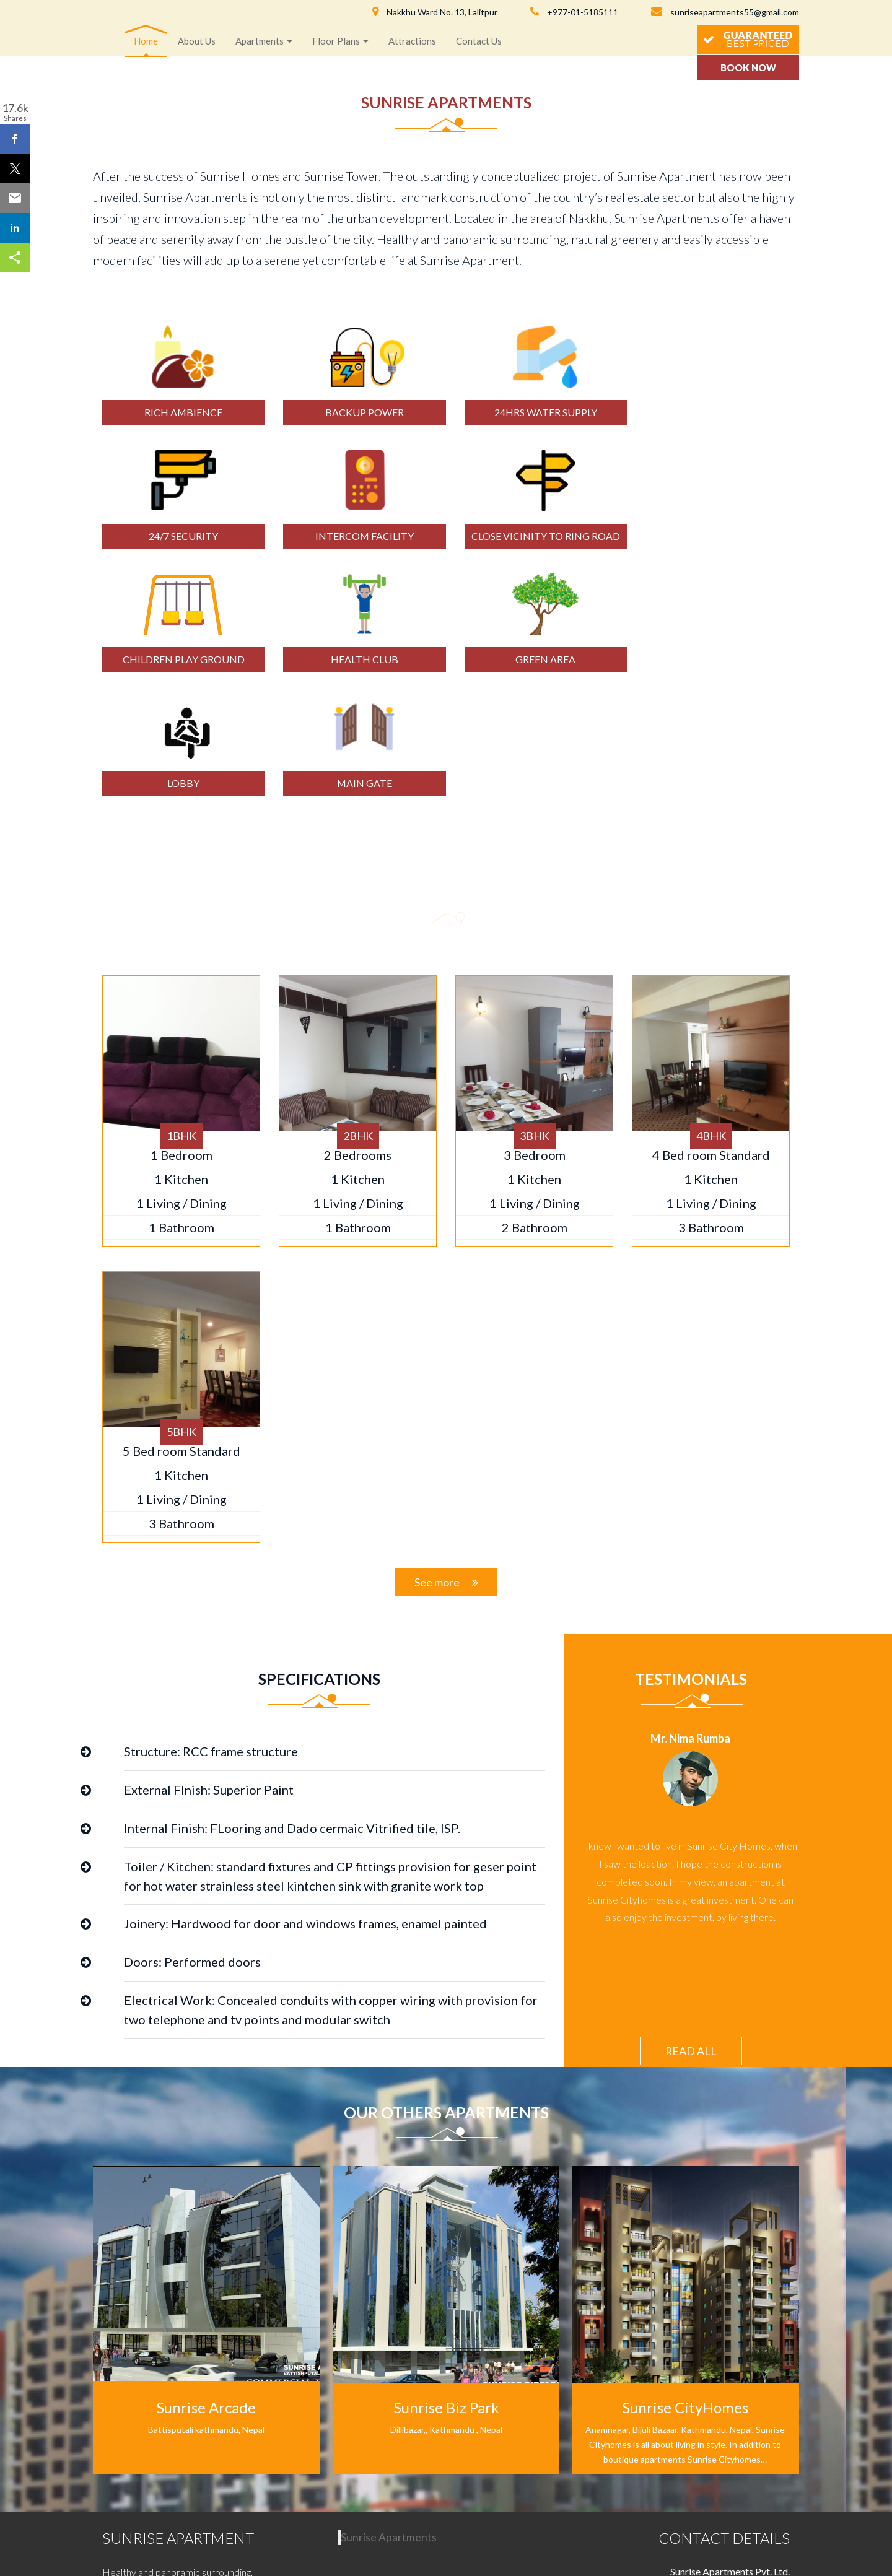 Nakkhu Ward No. 13, Lalitpur
+977-01-5185111
sunriseapartments55@gmail.com
Home
About Us
Apartments
Floor Plans
Attractions
Contact Us
GUARANTEED
BEST PRICED
BOOK NOW
SUNRISE APARTMENTS
17.6k
Shares
After the success of Sunrise Homes and Sunrise Tower. The outstandingly conceptualized project of Sunrise Apartment has now been
unveiled, Sunrise Apartments is not only the most distinct landmark construction of the country’s real estate sector but also the highly
inspiring and innovation step in the realm of the urban development. Located in the area of Nakkhu, Sunrise Apartments offer a haven
of peace and serenity away from the bustle of the city. Healthy and panoramic surrounding, natural greenery and easily accessible
modern facilities will add up to a serene yet comfortable life at Sunrise Apartment.
RICH AMBIENCE
BACKUP POWER
24HRS WATER SUPPLY
24/7 SECURITY
INTERCOM FACILITY
CLOSE VICINITY TO RING ROAD
CHILDREN PLAY GROUND
HEALTH CLUB
GREEN AREA
LOBBY
MAIN GATE
1BHK
1 Bedroom
1 Kitchen
1 Living / Dining
1 Bathroom
2BHK
2 Bedrooms
1 Kitchen
1 Living / Dining
1 Bathroom
3BHK
3 Bedroom
1 Kitchen
1 Living / Dining
2 Bathroom
4BHK
4 Bed room Standard
1 Kitchen
1 Living / Dining
3 Bathroom
5BHK
5 Bed room Standard
1 Kitchen
1 Living / Dining
3 Bathroom
See more
SPECIFICATIONS
Structure: RCC frame structure
External FInish: Superior Paint
Internal Finish: FLooring and Dado cermaic Vitrified tile, ISP.
Toiler / Kitchen: standard fixtures and CP fittings provision for geser point
for hot water strainless steel kintchen sink with granite work top
Joinery: Hardwood for door and windows frames, enamel painted
Doors: Performed doors
Electrical Work: Concealed conduits with copper wiring with provision for
two telephone and tv points and modular switch
TESTIMONIALS
Mr. Nima Rumba
I knew i wanted to live in Sunrise City Homes, when
I saw the loaction. I hope the construction is
completed soon. In my view, an apartment at
Sunrise Cityhomes is a great investment. One can
also enjoy the investment, by living there.
READ ALL
OUR OTHERS APARTMENTS
SUNRISE A
Sunrise Arcade
Battisputali kathmandu, Nepal
Sunrise Biz Park
Dillibazar,, Kathmandu , Nepal
Sunrise CityHomes
Anamnagar, Bijuli Bazaar, Kathmandu, Nepal, Sunrise
Cityhomes is all about living in style. In addition to
boutique apartments Sunrise Cityhomes...
SUNRISE APARTMENT
Healthy and panoramic surrounding,
Sunrise Apartments
CONTACT DETAILS
Sunrise Apartments Pvt. Ltd.